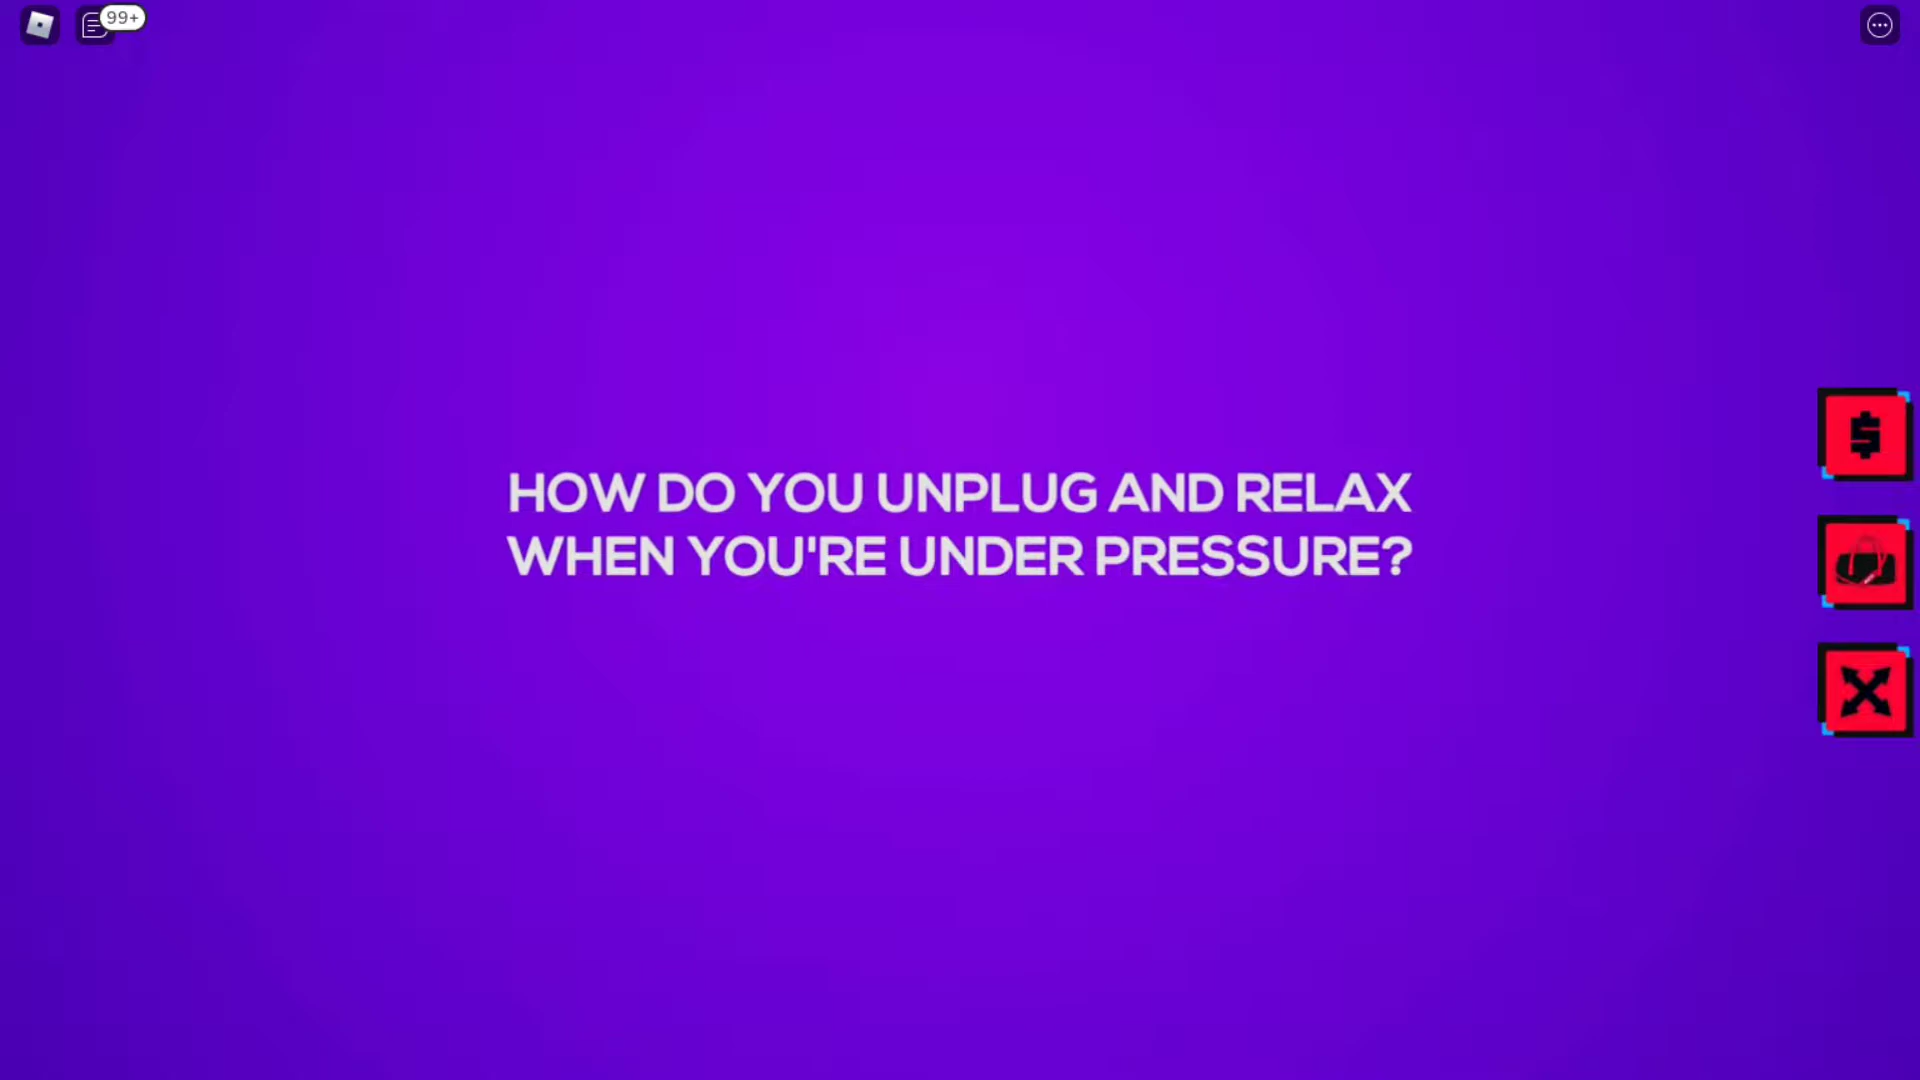 99+
HOW DO YOU UNPLUG AND RELAX
WHEN YOU'RE UNDER PRESSURE?
$